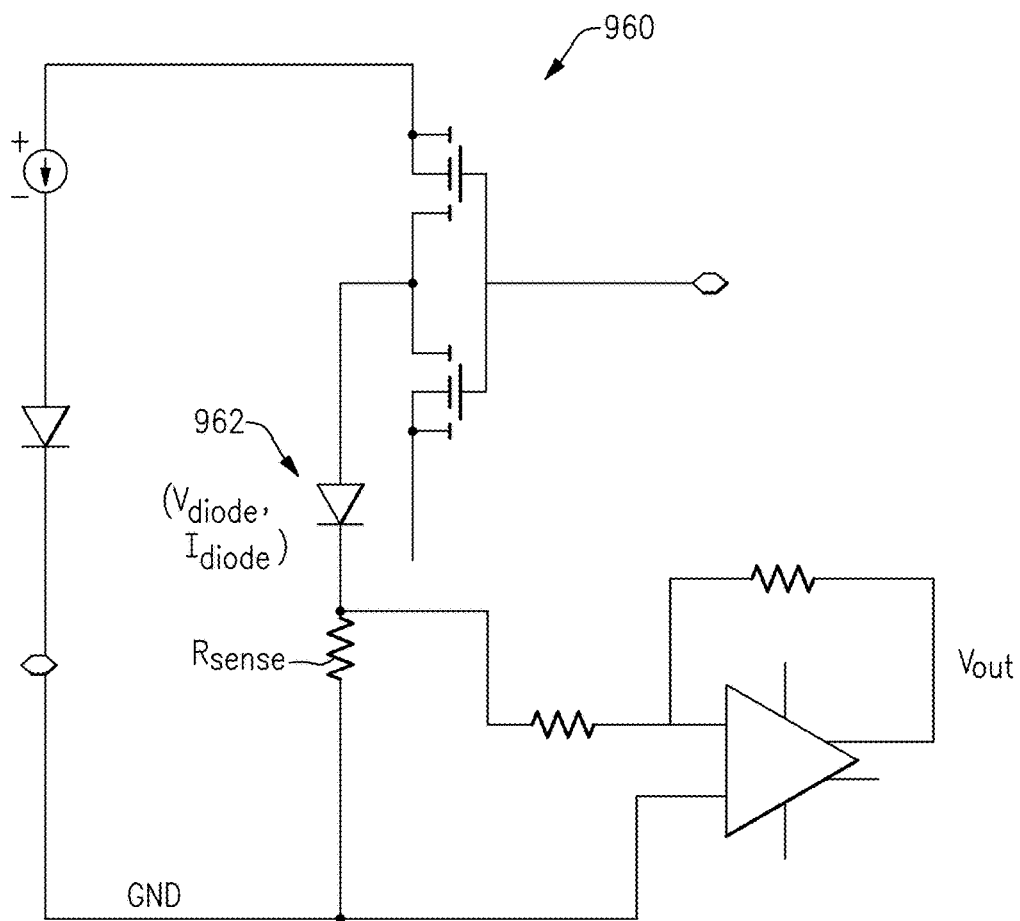 960
+
−
962
(Vdiode,
Idiode)
Rsense
Vout
GND